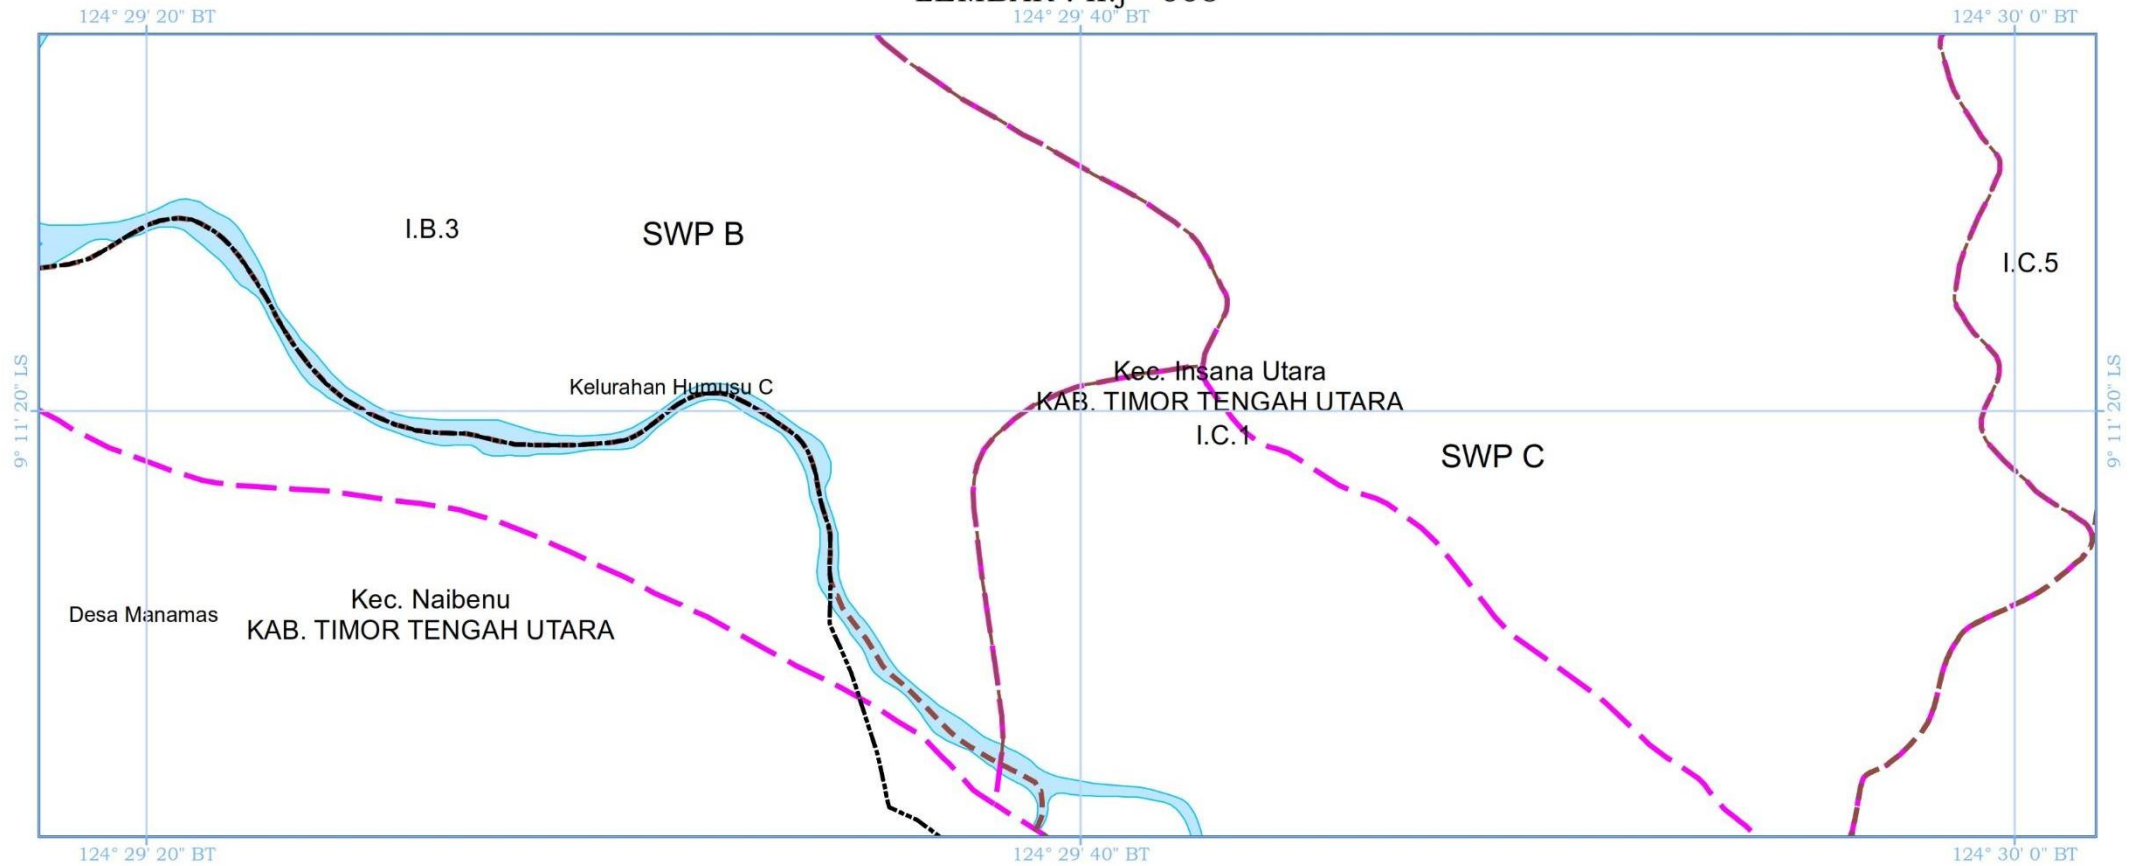 124° 29' 20" BT
124° 29' 40" BT
124° 30' 0" BT
I.B.3
SWP B
I.C.5
Kelurahan Humusu C
Kec. Insana Utara
KAB. TIMOR TENGAH UTARA
9° 11' 20" LS
9° 11' 20" LS
I.C.1
SWP C
Kec. Naibenu
Desa Manamas
KAB. TIMOR TENGAH UTARA
124° 29' 20" BT
124° 29' 40" BT
124° 30' 0" BT